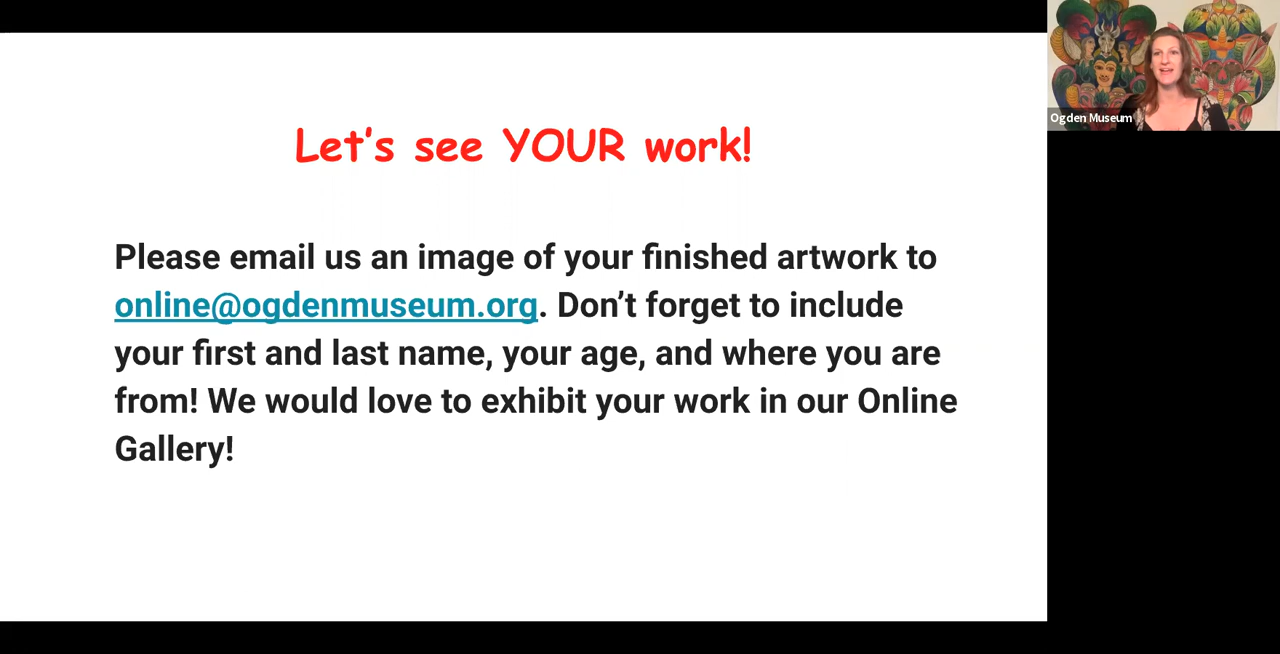 Let's see YOUR work!
Please email us an image of your finished artwork to
online@ogdenmuseum.org. Don’t forget to include
your first and last name, your age, and where you are
from! We would love to exhibit your work in our Online
Gallery!
Ogden Museum